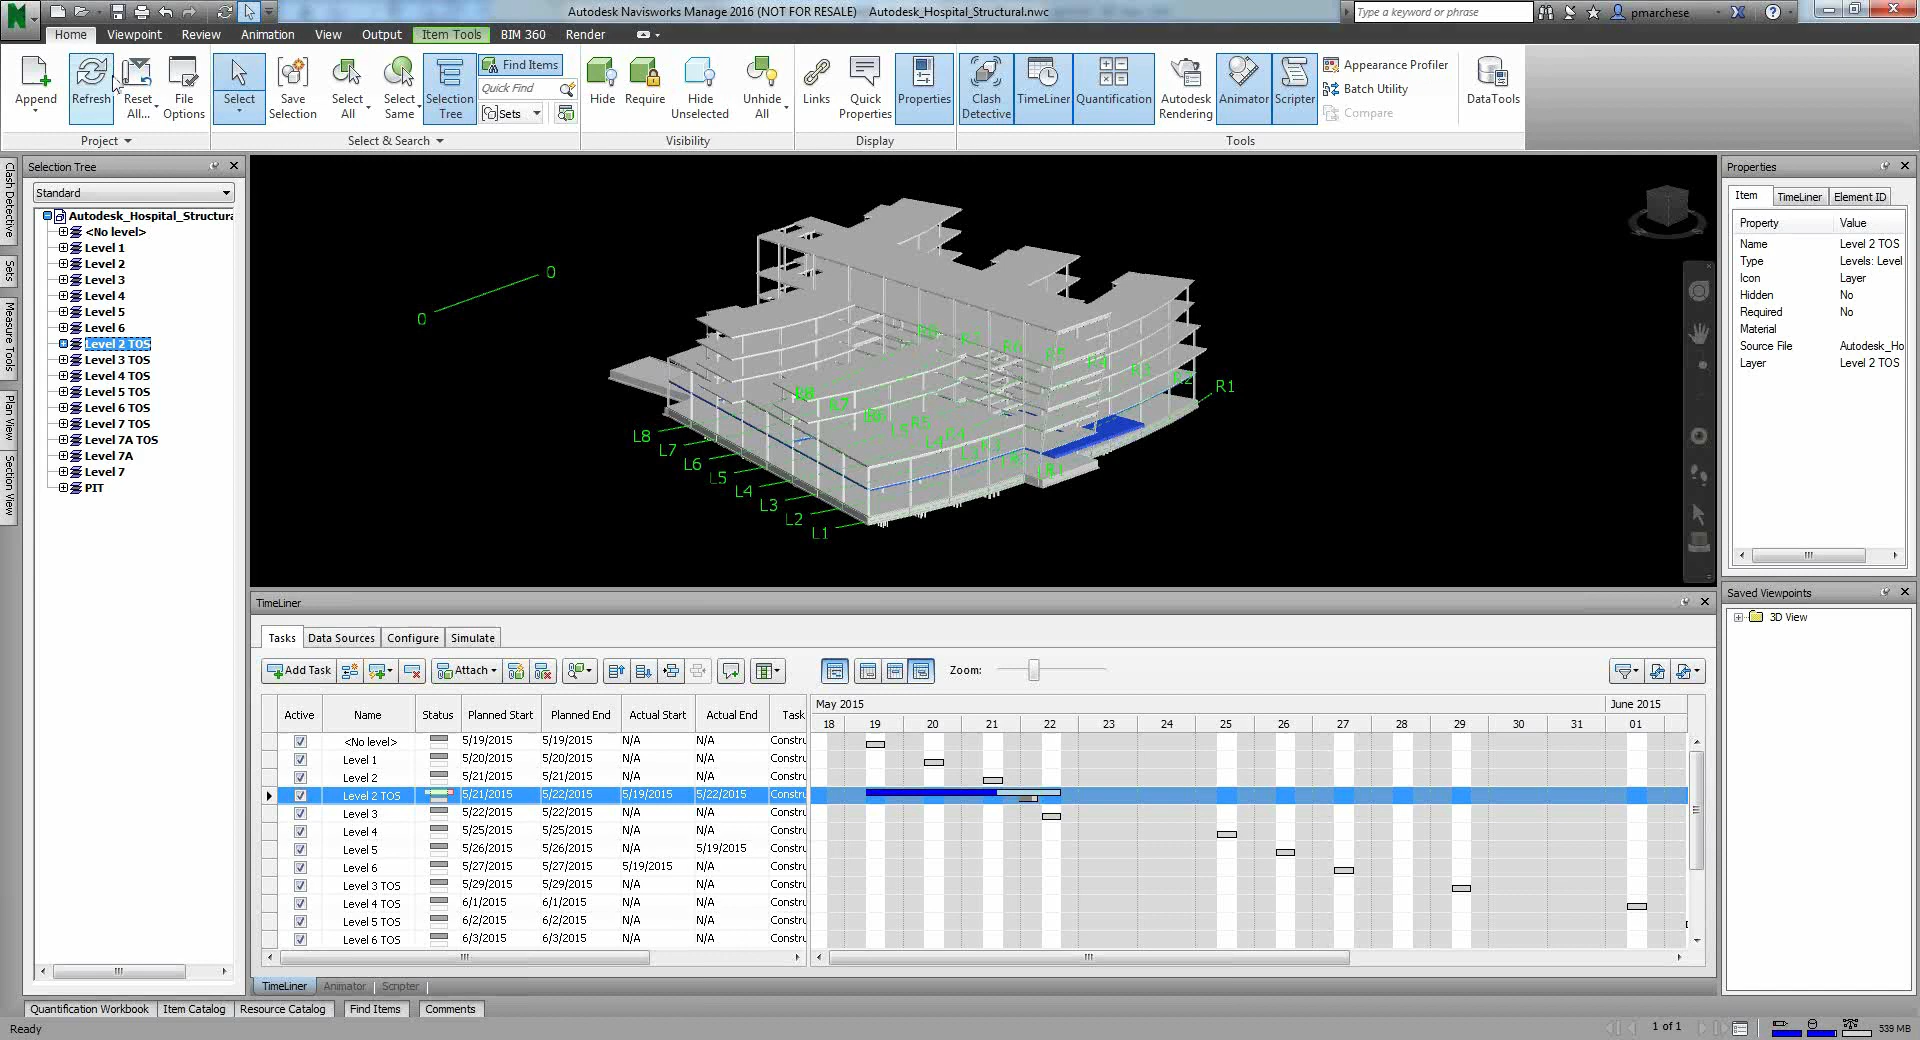 Autodesk Navisworks Manage 2016 (NOT FOR RESALE) Autodesk_Hospital_Structural.nwc
Type a keyword or phrase
pmarchese
Home Viewpoint Review Animation View Output Item Tools BIM 360 Render
Append
Refresh
Reset All...
File Options
Select
Save Selection
Select All
Select Same
Selection Tree
Find Items
Quick Find
Sets
Hide
Require
Hide Unselected
Unhide All
Links
Quick Properties
Properties
Clash Detective
TimeLiner
Quantification
Autodesk Rendering
Animator
Scripter
Appearance Profiler
Batch Utility
Compare
DataTools
Project
Select & Search
Visibility
Display
Tools
Clash Detective
Sets
Measure Tools
Plan View
Section View
Selection Tree
Standard
Autodesk_Hospital_Structura
<No level>
Level 1
Level 2
Level 3
Level 4
Level 5
Level 6
Level 2 TOS
Level 3 TOS
Level 4 TOS
Level 5 TOS
Level 6 TOS
Level 7 TOS
Level 7A TOS
Level 7A
Level 7
PIT
0
0
R8
R7
R6
R5
R4
R3
R2
R1
L8
L7
L6
L5
L4
L3
L2
L1
Properties
Item TimeLiner Element ID
Property Value
Name Level 2 TOS
Type Levels: Level
Icon Layer
Hidden No
Required No
Material
Source File Autodesk_Ho
Layer Level 2 TOS
Saved Viewpoints
3D View
TimeLiner
Tasks Data Sources Configure Simulate
Add Task
Attach
Zoom:
Active Name Status Planned Start Planned End Actual Start Actual End Task
<No level> 5/19/2015 5/19/2015 N/A N/A Constru
Level 1 5/20/2015 5/20/2015 N/A N/A Constru
Level 2 5/21/2015 5/21/2015 N/A N/A Constru
Level 2 TOS 5/21/2015 5/22/2015 5/19/2015 5/22/2015 Constru
Level 3 5/22/2015 5/22/2015 N/A N/A Constru
Level 4 5/25/2015 5/25/2015 N/A N/A Constru
Level 5 5/26/2015 5/26/2015 N/A 5/19/2015 Constru
Level 6 5/27/2015 5/27/2015 5/19/2015 N/A Constru
Level 3 TOS 5/29/2015 5/29/2015 N/A N/A Constru
Level 4 TOS 6/1/2015 6/1/2015 N/A N/A Constru
Level 5 TOS 6/2/2015 6/2/2015 N/A N/A Constru
Level 6 TOS 6/3/2015 6/3/2015 N/A N/A Constru
May 2015 June 2015
18 19 20 21 22 23 24 25 26 27 28 29 30 31 01
TimeLiner Animator Scripter
Quantification Workbook Item Catalog Resource Catalog Find Items Comments
Ready
1 of 1
539 MB